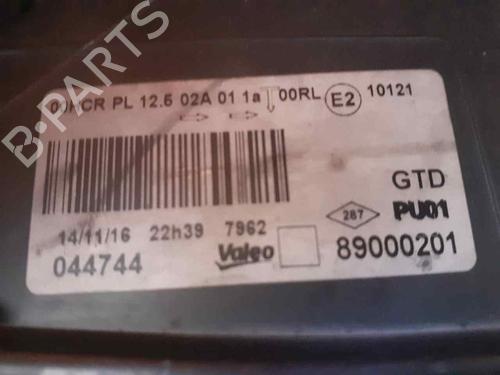 00HCR PL 12.5 02A 01 1a 00RL E2 10121
GTD
287 PU01
14/11/16 22h39 7962
044744 Valeo 89000201
B-PARTS